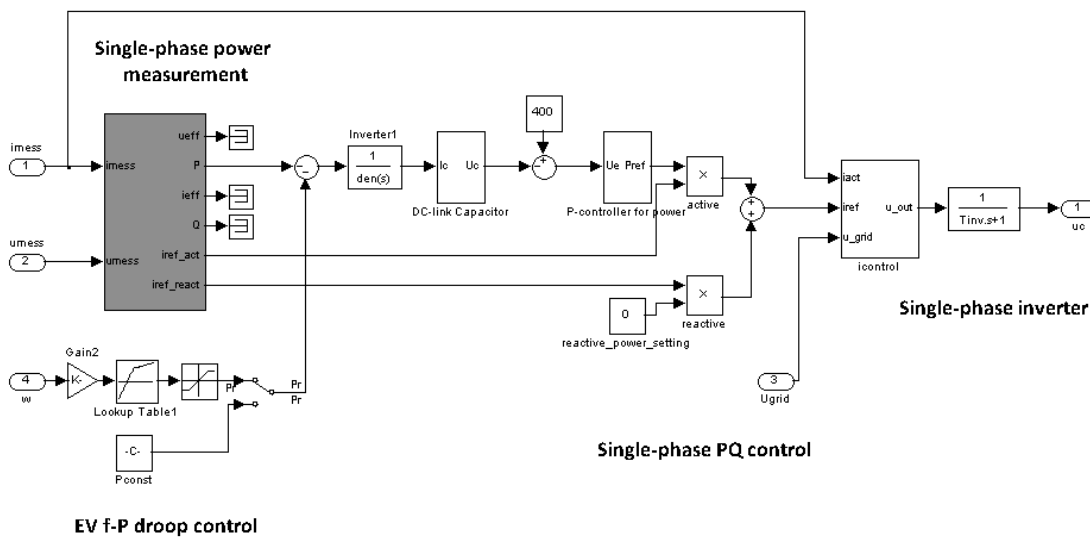 Single-phase power
measurement
imess
1
umess
2
imess
umess
ueff
P
ieff
Q
iref_act
iref_react
Inverter1
1
den(s)
Ic Uc
DC-link Capacitor
400
Ue Pref
P-controller for power
×
active
×
reactive
0
reactive_power_setting
iact
iref
u_grid
u_out
icontrol
1
Tinv.s+1
1
uc
Single-phase inverter
3
Ugrid
Gain2
K-
4
w
Lookup Table1
Pr
Pr
Pr
-C-
Pconst
Single-phase PQ control
EV f-P droop control